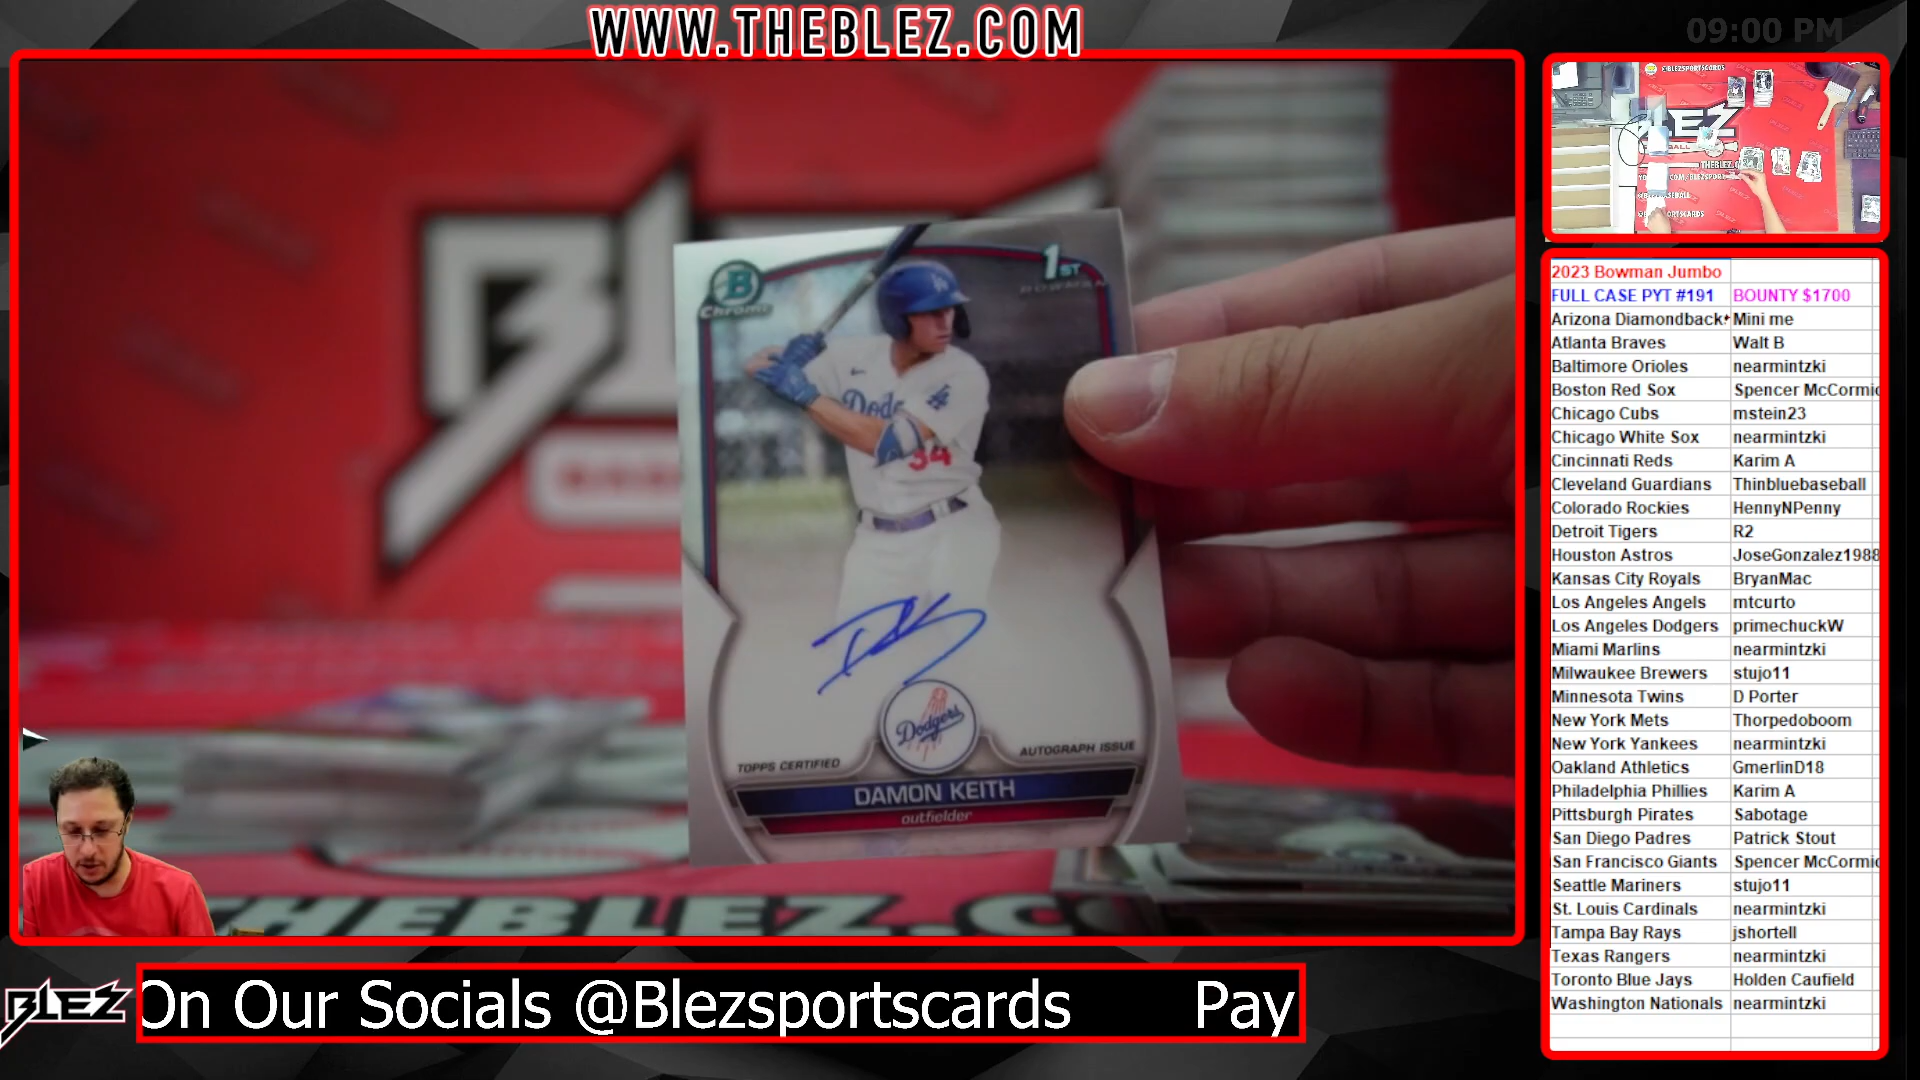 WWW.THEBLEZ.COM
09:00 PM
BLEZ
B
Chrome
1ST
BOWMAN
Dodgers
34
Dodgers
TOPPS CERTIFIED
AUTOGRAPH ISSUE
DAMON KEITH
outfielder
THEBLEZ.C
@BLEZSPORTSCARDS
LEZ
2023 Bowman Jumbo
FULL CASE PYT #191 BOUNTY $1700
Arizona Diamondback Mini me
Atlanta Braves Walt B
Baltimore Orioles nearmintzki
Boston Red Sox Spencer McCormic
Chicago Cubs mstein23
Chicago White Sox nearmintzki
Cincinnati Reds Karim A
Cleveland Guardians Thinbluebaseball
Colorado Rockies HennyNPenny
Detroit Tigers R2
Houston Astros JoseGonzalez1988
Kansas City Royals BryanMac
Los Angeles Angels mtcurto
Los Angeles Dodgers primechuckW
Miami Marlins nearmintzki
Milwaukee Brewers stujo11
Minnesota Twins D Porter
New York Mets Thorpedoboom
New York Yankees nearmintzki
Oakland Athletics GmerlinD18
Philadelphia Phillies Karim A
Pittsburgh Pirates Sabotage
San Diego Padres Patrick Stout
San Francisco Giants Spencer McCormic
Seattle Mariners stujo11
St. Louis Cardinals nearmintzki
Tampa Bay Rays jshortell
Texas Rangers nearmintzki
Toronto Blue Jays Holden Caufield
Washington Nationals nearmintzki
BLEZ
On Our Socials @Blezsportscards Pay